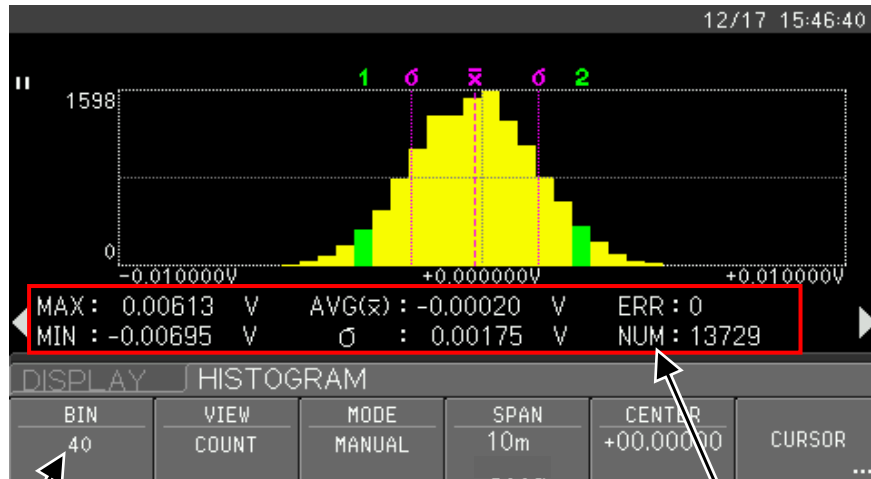 12/17 15:46:40
1 σ x̄ σ 2
1598
0
-0.010000V +0.000000V +0.010000V
MAX: 0.00613 V AVG(x̄): -0.00020 V ERR: 0
MIN : -0.00695 V σ : 0.00175 V NUM: 13729
DISPLAY HISTOGRAM
BIN VIEW MODE SPAN CENTER
40 COUNT MANUAL 10m +00.00000 CURSOR
...